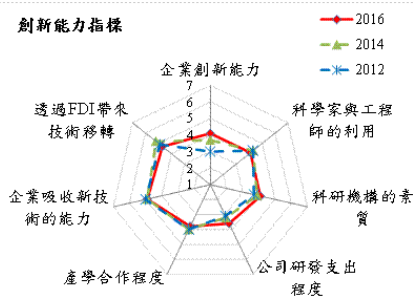 創新能力指標
2016
2014
2012
企業創新能力
7
6
5
4
3
2
1
科學家與工程
師的利用
科研機構的素
質
公司研發支出
程度
產學合作程度
企業吸收新技
術的能力
透過FDI帶來
技術移轉